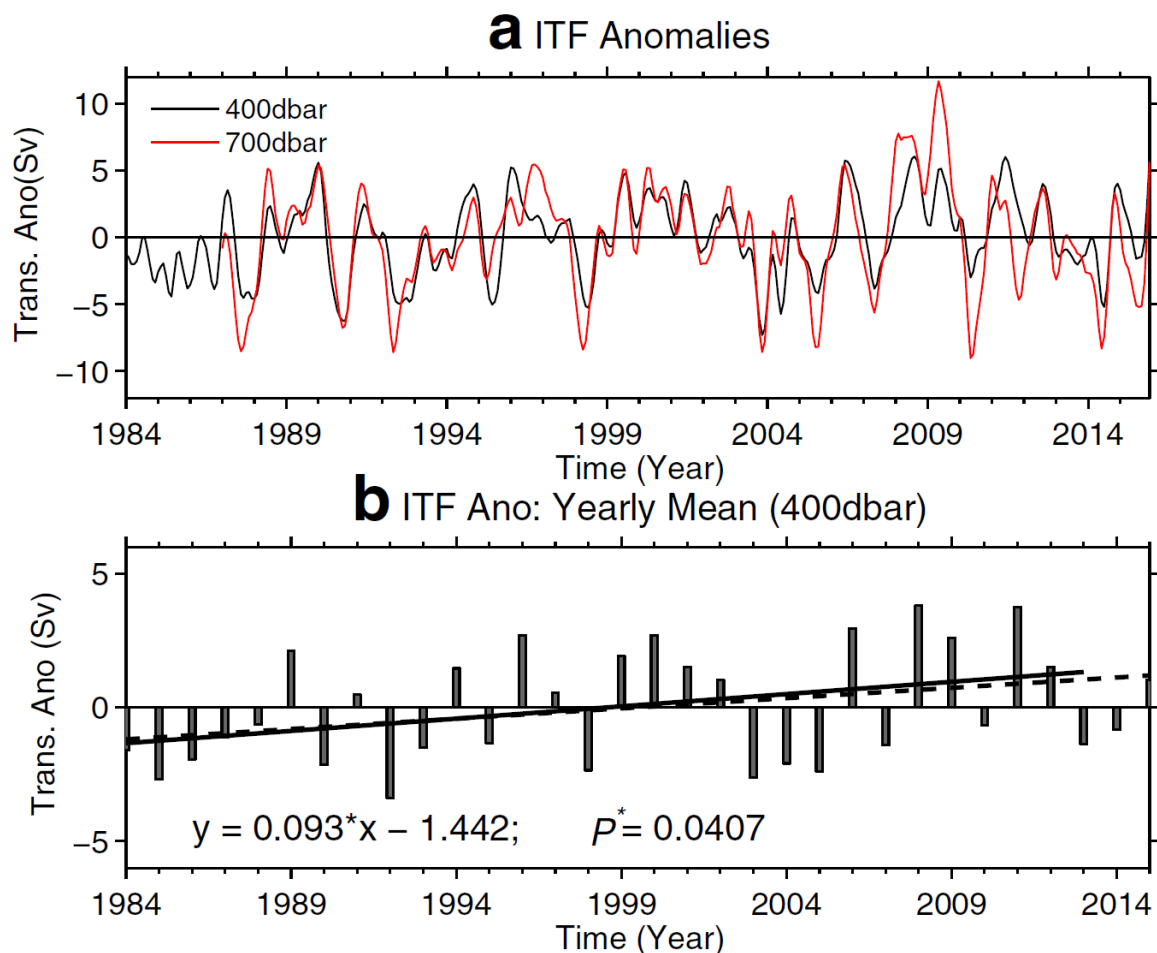 a ITF Anomalies
10
5
0
−5
−10
Trans. Ano(Sv)
400dbar
700dbar
1984 1989 1994 1999 2004 2009 2014
Time (Year)
b ITF Ano: Yearly Mean (400dbar)
5
0
−5
Trans. Ano (Sv)
y = 0.093*x − 1.442; P*= 0.0407
1984 1989 1994 1999 2004 2009 2014
Time (Year)